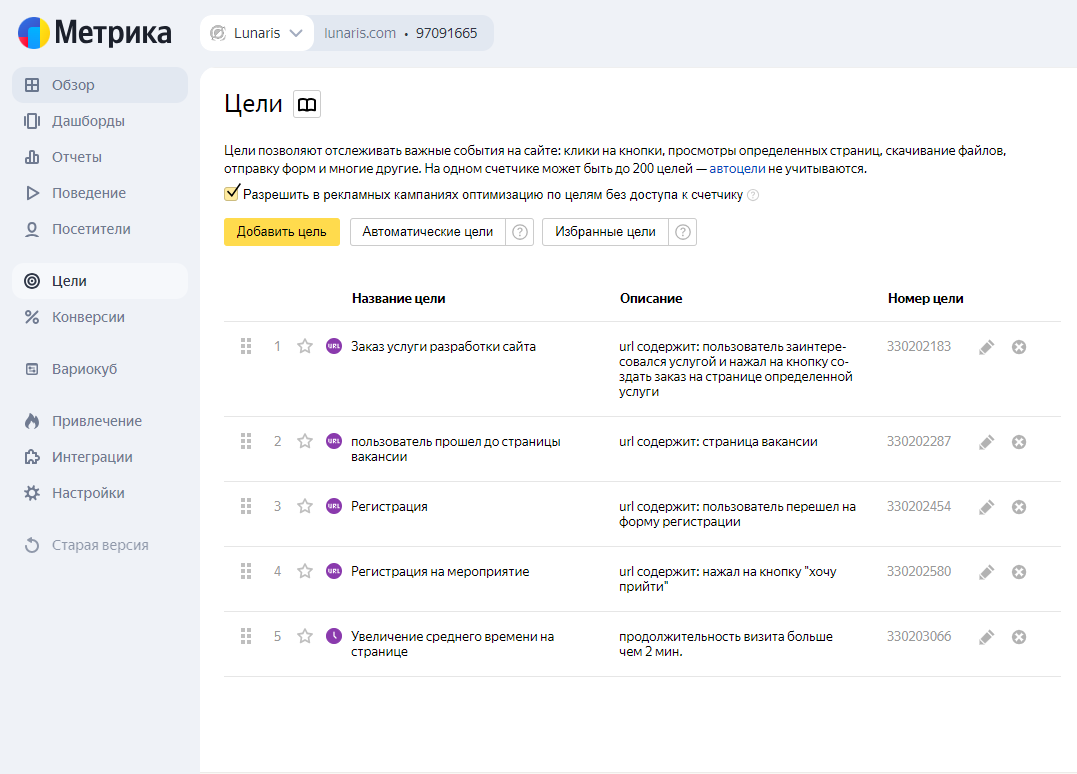 Метрика
Lunaris
lunaris.com • 97091665
Обзор
Дашборды
Отчеты
Поведение
Посетители
Цели
Конверсии
Вариокуб
Привлечение
Интеграции
Настройки
Старая версия
Цели
Цели позволяют отслеживать важные события на сайте: клики на кнопки, просмотры определенных страниц, скачивание файлов,
отправку форм и многие другие. На одном счетчике может быть до 200 целей — автоцели не учитываются.
Разрешить в рекламных кампаниях оптимизацию по целям без доступа к счетчику ?
Добавить цель Автоматические цели ? Избранные цели ?
Название цели Описание Номер цели
1 URL Заказ услуги разработки сайта url содержит: пользователь заинтере- 330202183
совался услугой и нажал на кнопку со-
здать заказ на странице определенной
услуги
2 URL пользователь прошел до страницы url содержит: страница вакансии 330202287
вакансии
3 URL Регистрация url содержит: пользователь перешел на 330202454
форму регистрации
4 URL Регистрация на мероприятие url содержит: нажал на кнопку "хочу 330202580
прийти"
5 Увеличение среднего времени на продолжительность визита больше 330203066
странице чем 2 мин.